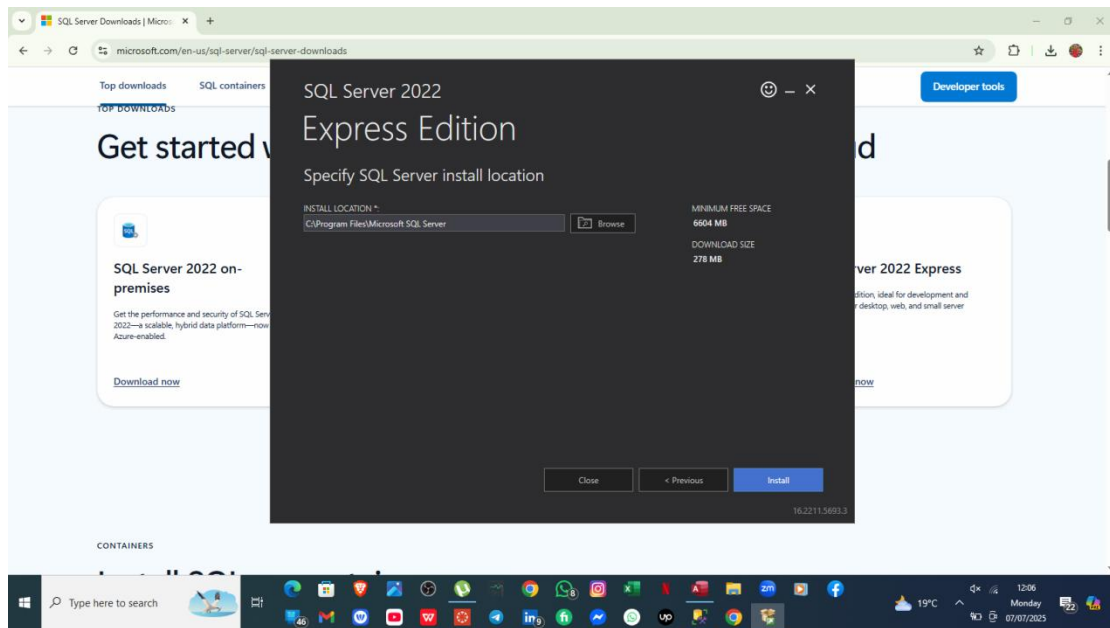 SQL Server Downloads | Micros
microsoft.com/en-us/sql-server/sql-server-downloads
Top downloads
SQL containers
Developer tools
TOP DOWNLOADS
Get started
SQL Server 2022 on-
premises
Get the performance and security of SQL Serv
2022—a scalable, hybrid data platform—now
Azure-enabled.
Download now
SQL Server 2022
Express Edition
Specify SQL Server install location
INSTALL LOCATION *:
C:\Program Files\Microsoft SQL Server
Browse
MINIMUM FREE SPACE
6604 MB
DOWNLOAD SIZE
278 MB
Close
< Previous
Install
16.2211.5693.3
ver 2022 Express
dition, ideal for development and
r desktop, web, and small server
now
CONTAINERS
Type here to search
19°C
12:06
Monday
07/07/2025